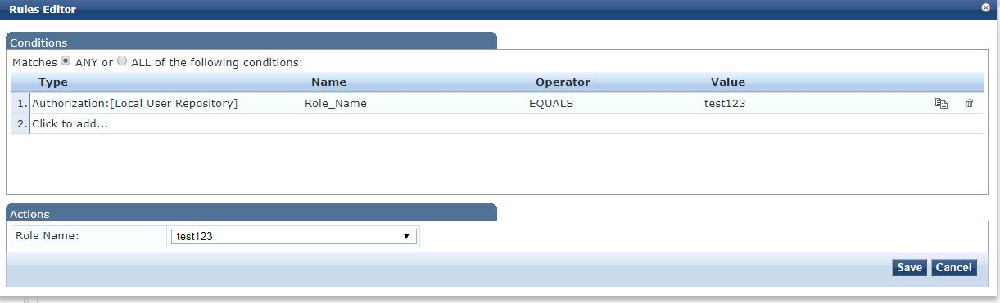 Rules Editor
Conditions
Matches ANY or ALL of the following conditions:
Type Name Operator Value
1. Authorization:[Local User Repository] Role_Name EQUALS test123
2. Click to add...
Actions
Role Name: test123
Save Cancel